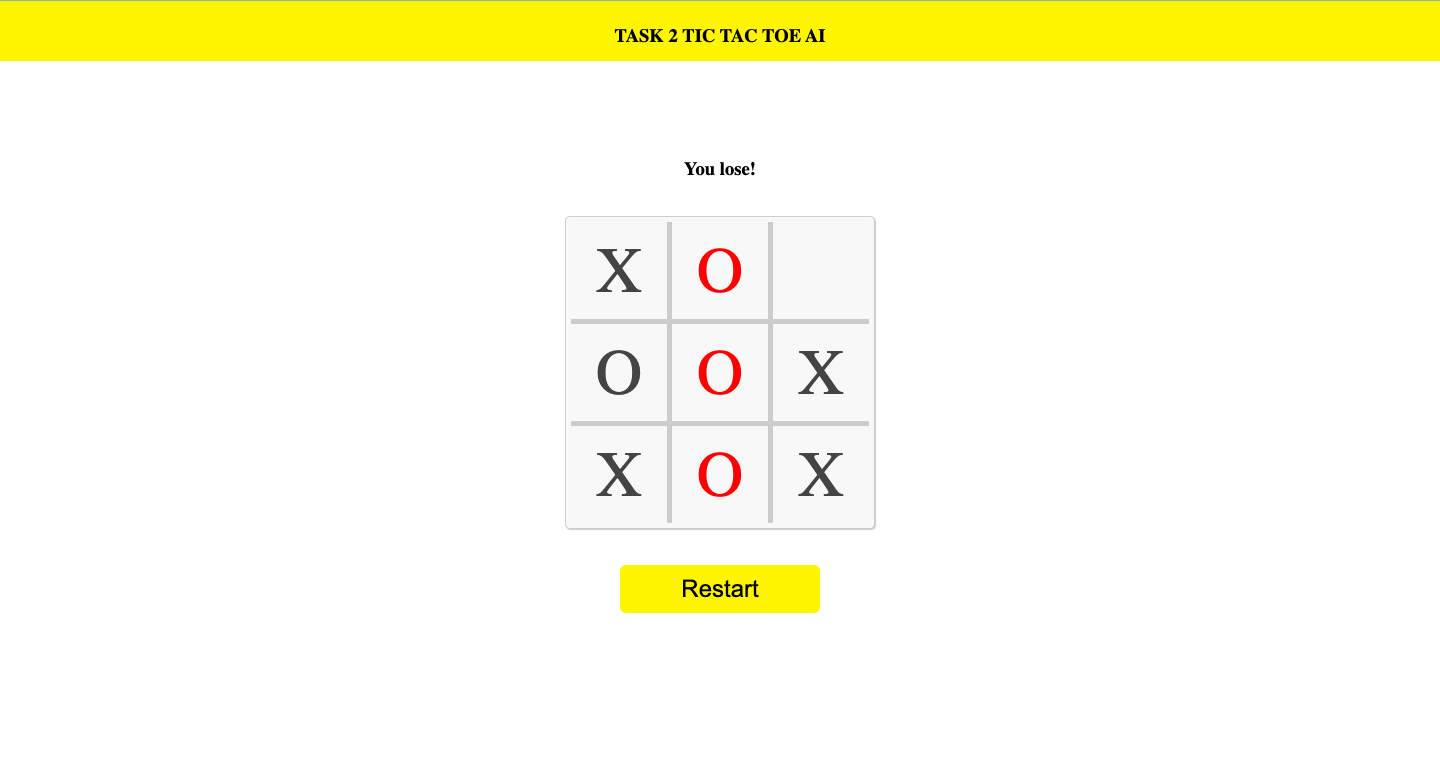 TASK 2 TIC TAC TOE AI
You lose!
X O
O O X
X O X
Restart